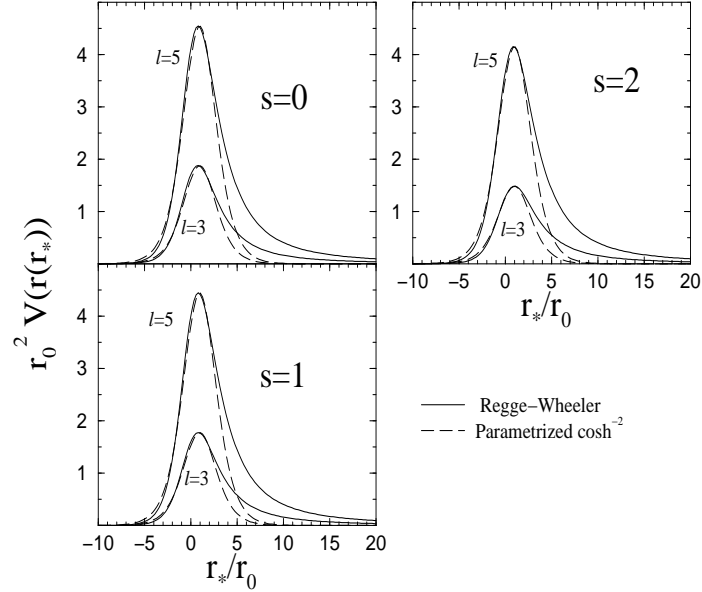 r₀² V(r(r*))
4
3
2
1
l=5
s=0
l=3
4
3
2
1
l=5
s=2
l=3
−10 −5 0 5 10 15 20
r*/r₀
4
3
2
1
l=5
s=1
l=3
−10 −5 0 5 10 15 20
r*/r₀
Regge−Wheeler
Parametrized cosh⁻²